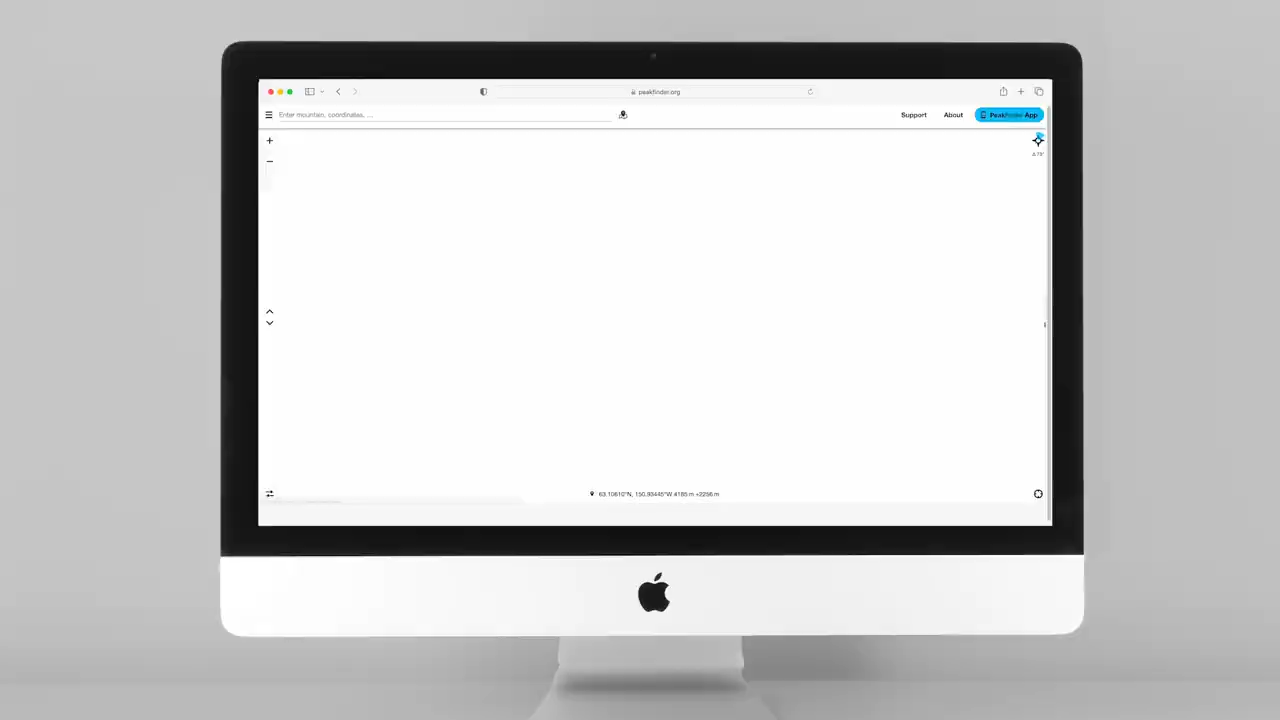 peakfinder.org
Enter mountain, coordinates, ...
Support
About
PeakFinder App
63.10610°N, 150.93445°W 4185 m +2256 m